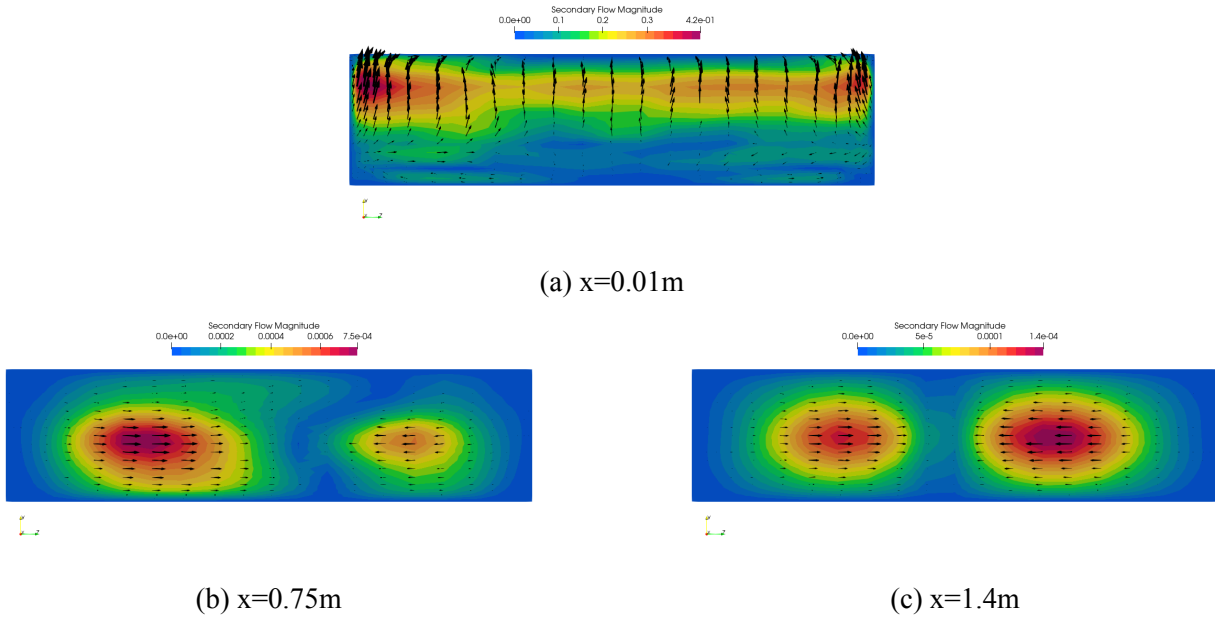 Secondary Flow Magnitude
0.0e+00 0.1 0.2 0.3 4.2e-01
Z
(a) x=0.01m
Secondary Flow Magnitude
0.0e+00 0.0002 0.0004 0.0006 7.5e-04
Z
(b) x=0.75m
Secondary Flow Magnitude
0.0e+00 5e-5 0.0001 1.4e-04
Z
(c) x=1.4m